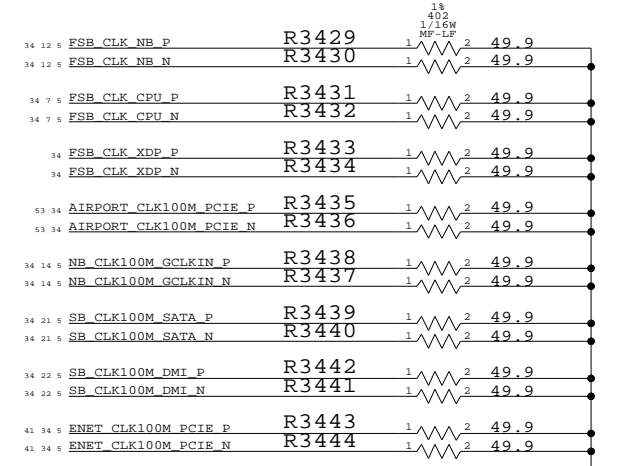 1%
402
1/16W
MF-LF
34 12 5 FSB_CLK_NB_P R3429 1 2 49.9
34 12 5 FSB_CLK_NB_N R3430 1 2 49.9
34 7 5 FSB_CLK_CPU_P R3431 1 2 49.9
34 7 5 FSB_CLK_CPU_N R3432 1 2 49.9
34 FSB_CLK_XDP_P R3433 1 2 49.9
34 FSB_CLK_XDP_N R3434 1 2 49.9
53 34 AIRPORT_CLK100M_PCIE_P R3435 1 2 49.9
53 34 AIRPORT_CLK100M_PCIE_N R3436 1 2 49.9
34 14 5 NB_CLK100M_GCLKIN_P R3438 1 2 49.9
34 14 5 NB_CLK100M_GCLKIN_N R3437 1 2 49.9
34 21 5 SB_CLK100M_SATA_P R3439 1 2 49.9
34 21 5 SB_CLK100M_SATA_N R3440 1 2 49.9
34 22 5 SB_CLK100M_DMI_P R3442 1 2 49.9
34 22 5 SB_CLK100M_DMI_N R3441 1 2 49.9
41 34 5 ENET_CLK100M_PCIE_P R3443 1 2 49.9
41 34 5 ENET_CLK100M_PCIE_N R3444 1 2 49.9